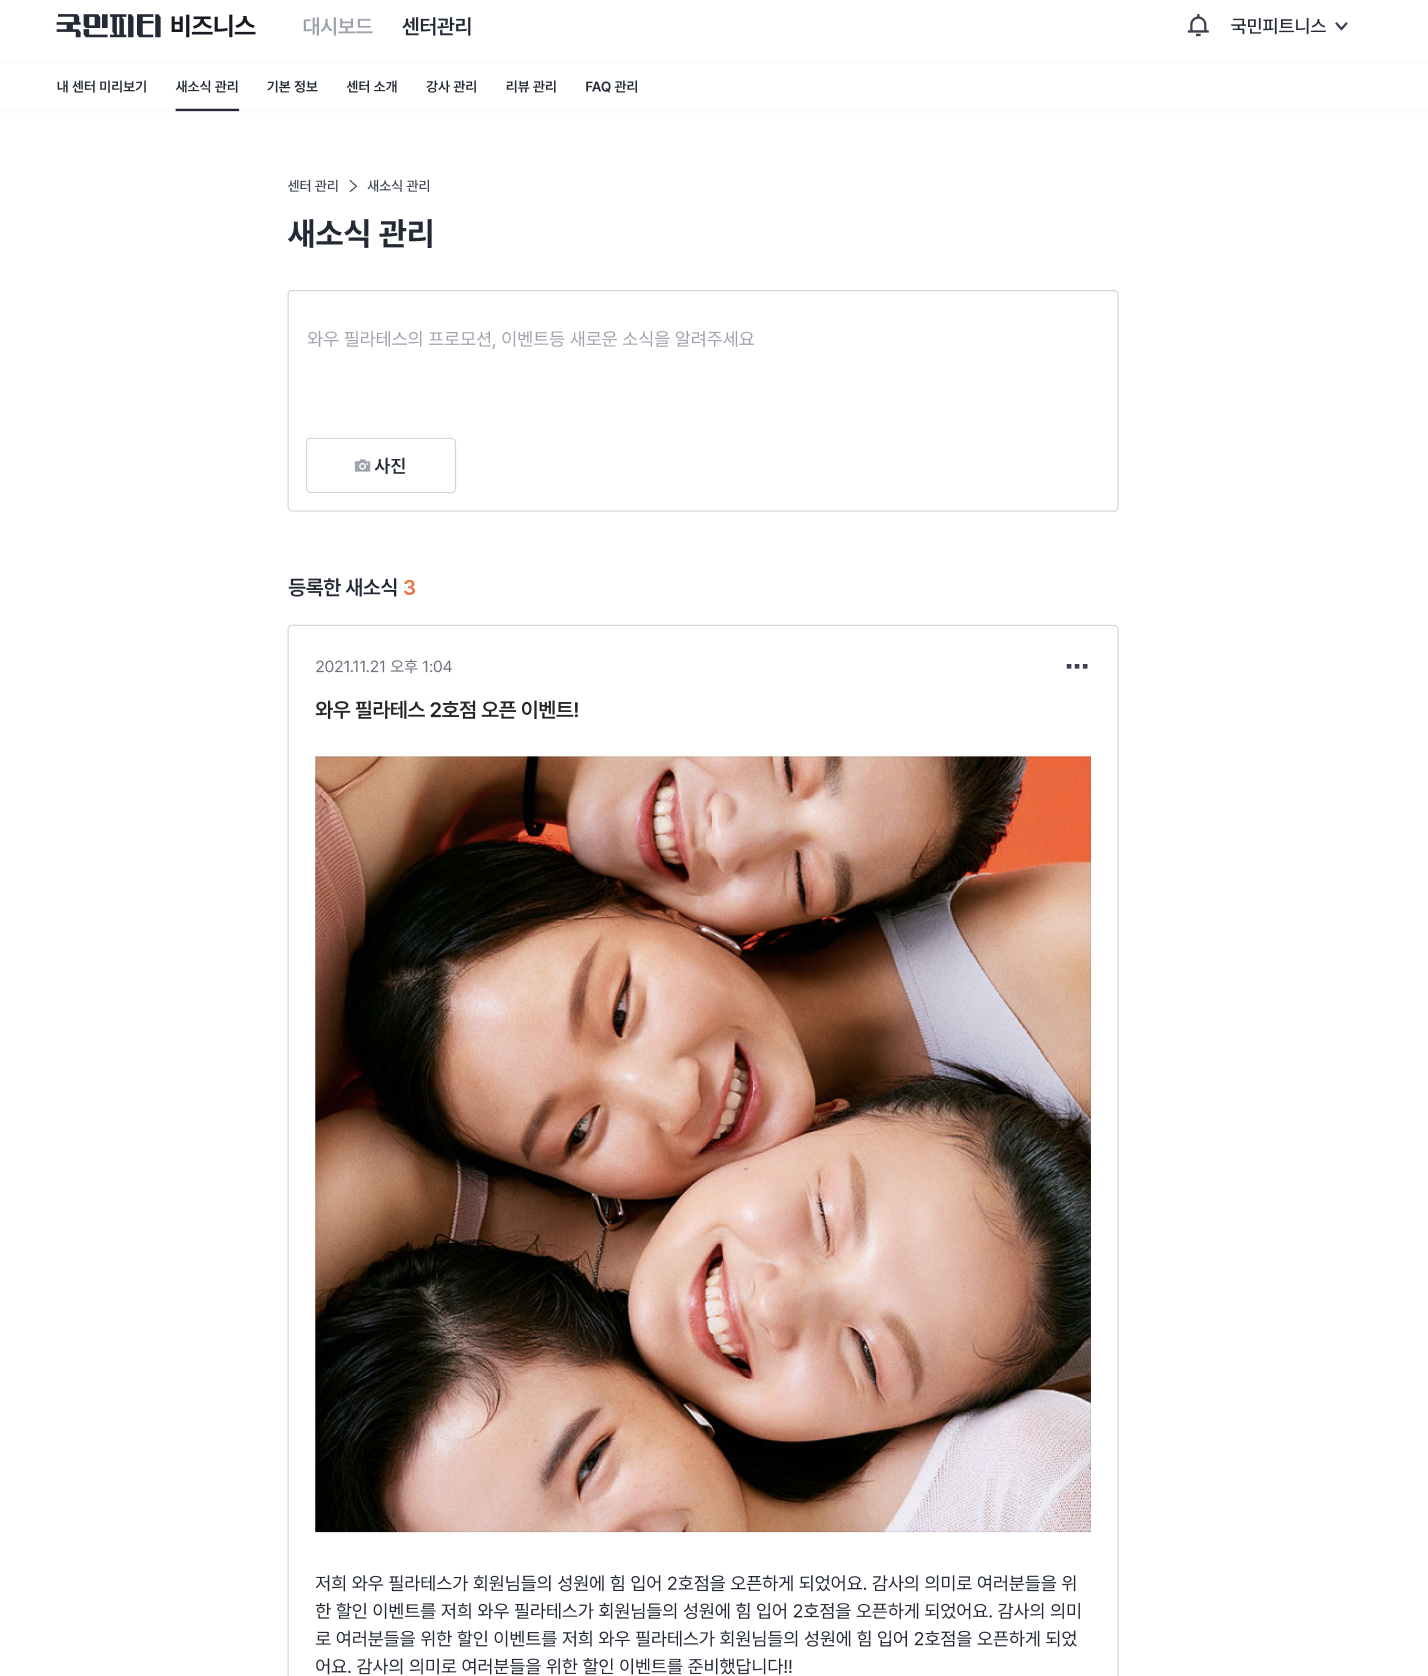 국민피티 비즈니스 대시보드 센터관리 국민피트니스
내 센터 미리보기 새소식 관리 기본 정보 센터 소개 강사 관리 리뷰 관리 FAQ 관리
센터 관리 > 새소식 관리
새소식 관리
와우 필라테스의 프로모션, 이벤트등 새로운 소식을 알려주세요
사진
등록한 새소식 3
2021.11.21 오후 1:04
와우 필라테스 2호점 오픈 이벤트!
저희 와우 필라테스가 회원님들의 성원에 힘 입어 2호점을 오픈하게 되었어요. 감사의 의미로 여러분들을 위
한 할인 이벤트를 저희 와우 필라테스가 회원님들의 성원에 힘 입어 2호점을 오픈하게 되었어요. 감사의 의미
로 여러분들을 위한 할인 이벤트를 저희 와우 필라테스가 회원님들의 성원에 힘 입어 2호점을 오픈하게 되었
어요. 감사의 의미로 여러분들을 위한 할인 이벤트를 준비했답니다!!